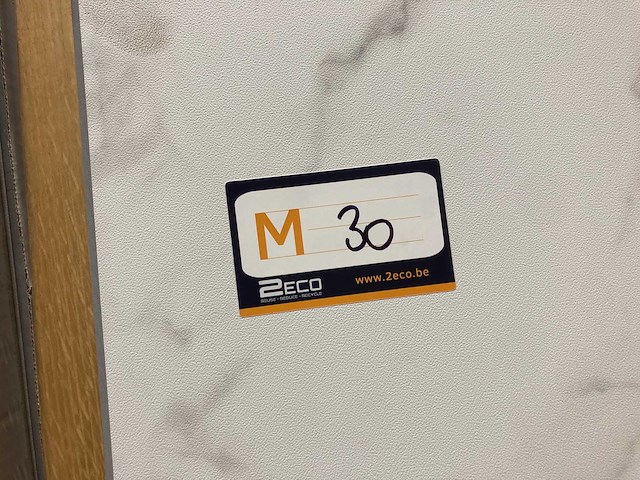 M 30
2ECO www.2eco.be
REUSE - REDUCE - RECYCLE